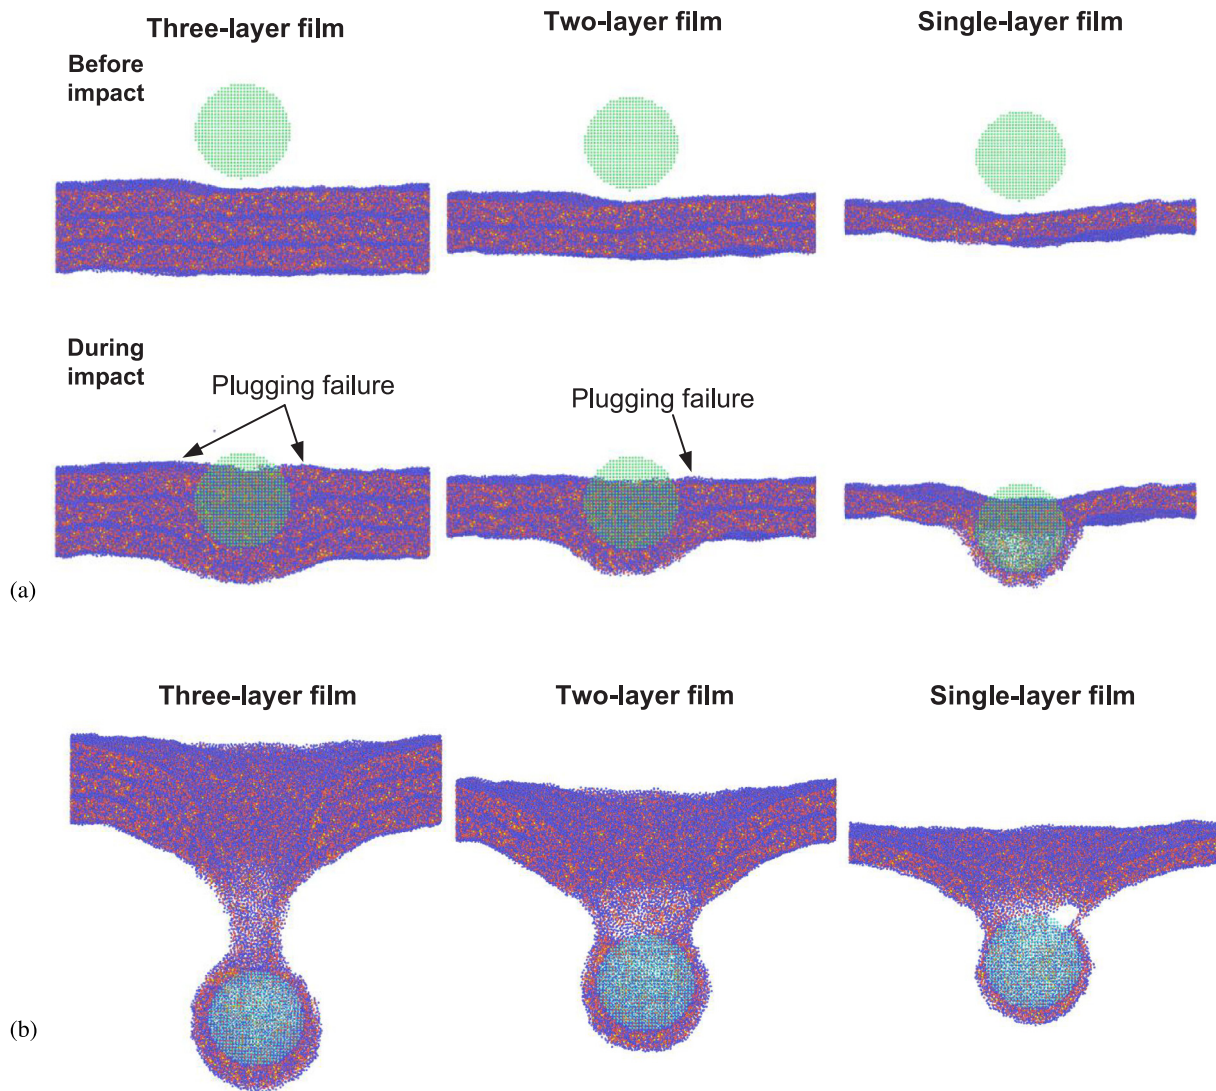 Three-layer film
Two-layer film
Single-layer film
Before
impact
During
impact
Plugging failure
Plugging failure
(a)
Three-layer film
Two-layer film
Single-layer film
(b)